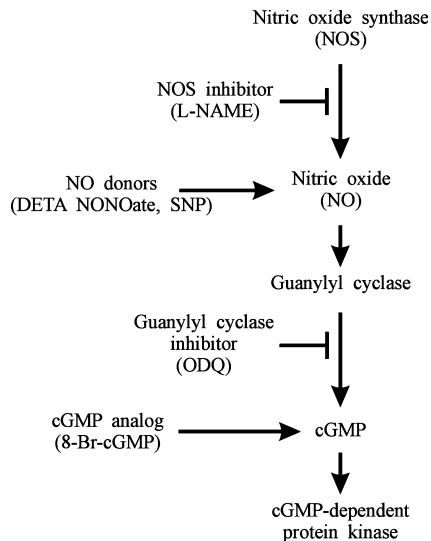 Nitric oxide synthase
(NOS)
NOS inhibitor
(L-NAME)
NO donors
(DETA NONOate, SNP)
Nitric oxide
(NO)
Guanylyl cyclase
Guanylyl cyclase
inhibitor
(ODQ)
cGMP analog
(8-Br-cGMP)
cGMP
cGMP-dependent
protein kinase